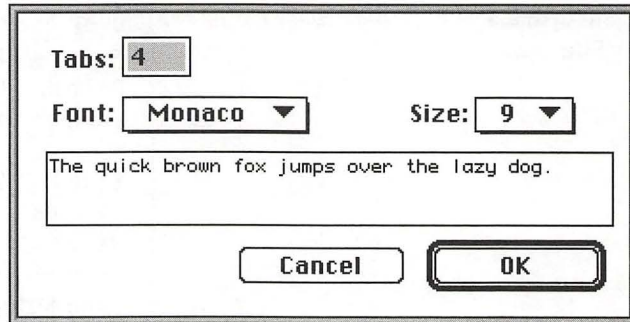 Tabs: 4
Font: Monaco Size: 9
The quick brown fox jumps over the lazy dog.
Cancel OK